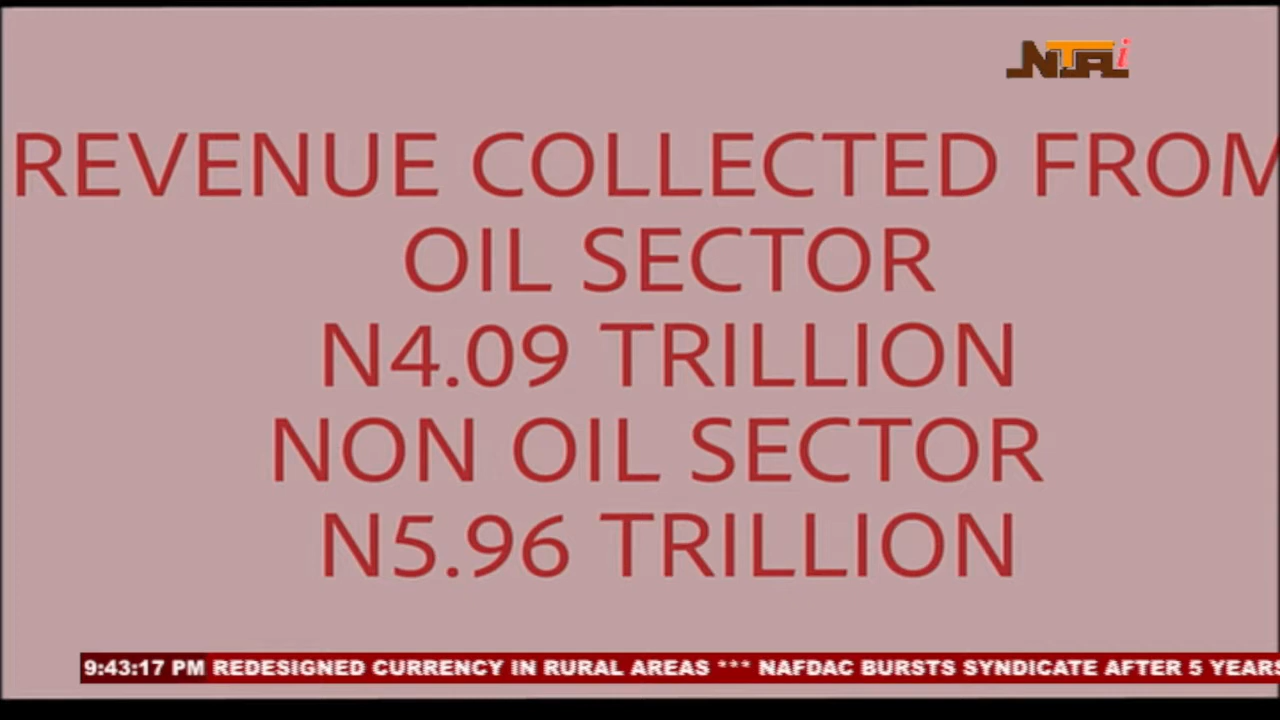 NTAi
REVENUE COLLECTED FROM
OIL SECTOR
N4.09 TRILLION
NON OIL SECTOR
N5.96 TRILLION
9:43:17 PM REDESIGNED CURRENCY IN RURAL AREAS *** NAFDAC BURSTS SYNDICATE AFTER 5 YEARS